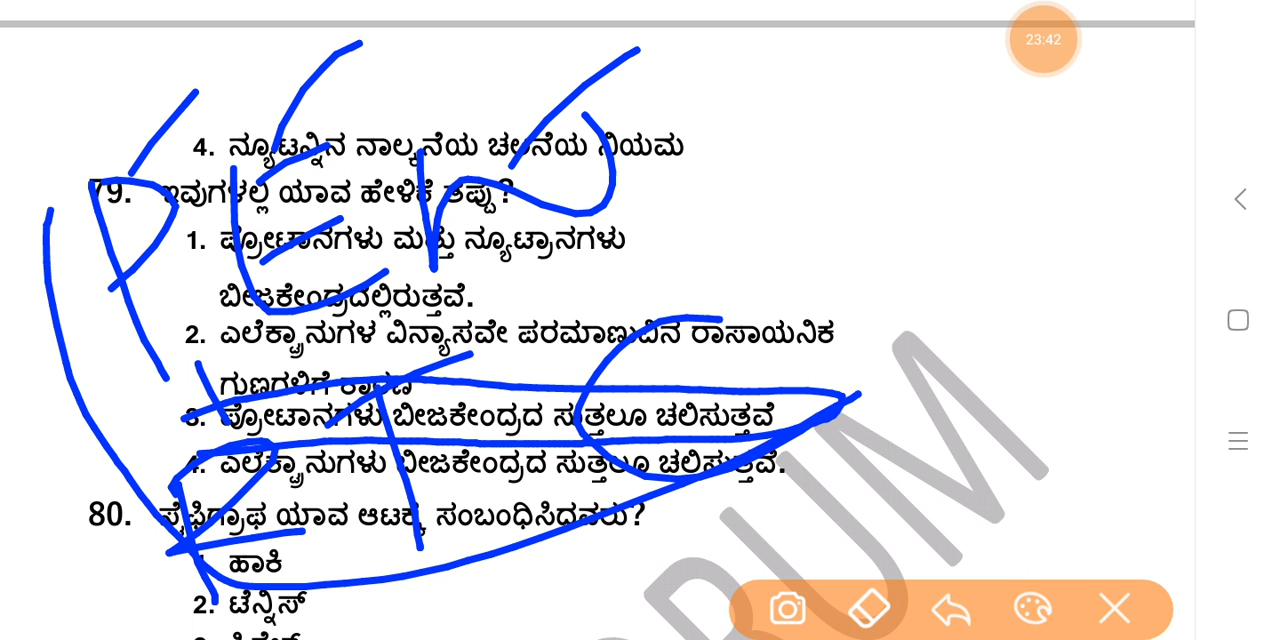 23:42
4. ನ್ಯೂಟನ್ನಿನ ನಾಲ್ಕನೆಯ ಚಲನೆಯ ನಿಯಮ
79. ಇವುಗಳಲ್ಲಿ ಯಾವ ಹೇಳಿಕೆ ತಪ್ಪು?
1. ಪ್ರೋಟಾನಗಳು ಮತ್ತು ನ್ಯೂಟ್ರಾನಗಳು
ಬೀಜಕೇಂದ್ರದಲ್ಲಿರುತ್ತವೆ.
2. ಎಲೆಕ್ಟ್ರಾನುಗಳ ವಿನ್ಯಾಸವೇ ಪರಮಾಣುವಿನ ರಾಸಾಯನಿಕ
ಗುಣಗಳಿಗೆ ಕಾರಣ
3. ಪ್ರೋಟಾನಗಳು ಬೀಜಕೇಂದ್ರದ ಸುತ್ತಲೂ ಚಲಿಸುತ್ತವೆ
4. ಎಲೆಕ್ಟ್ರಾನುಗಳು ಬೀಜಕೇಂದ್ರದ ಸುತ್ತಲೂ ಚಲಿಸುತ್ತವೆ.
80. ಸೈಫಿಗ್ರಾಫ ಯಾವ ಆಟಕ್ಕೆ ಸಂಬಂಧಿಸಿದವರು?
1. ಹಾಕಿ
2. ಟೆನ್ನಿಸ್